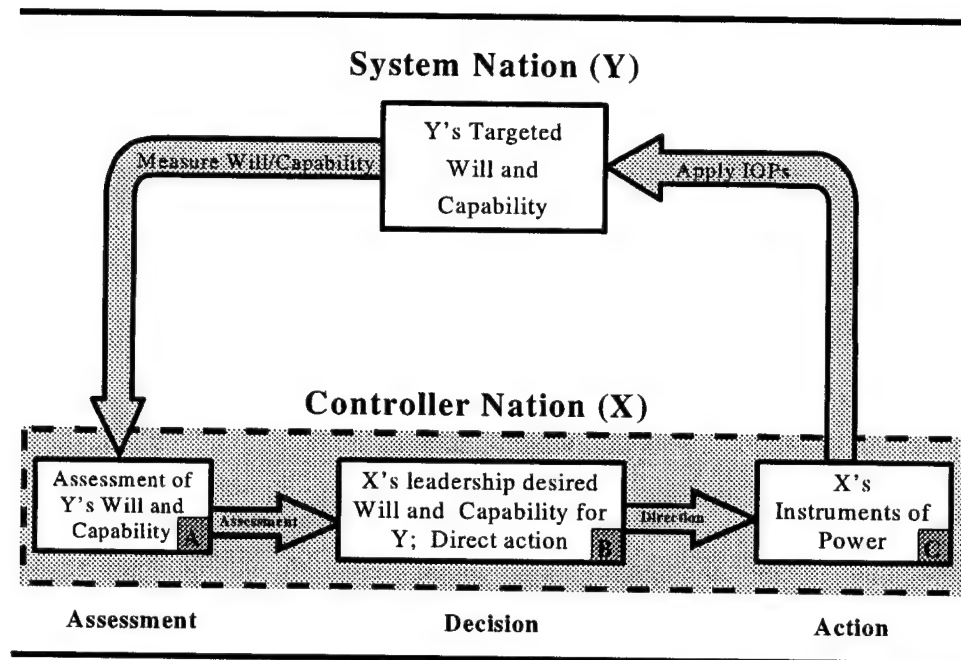 System Nation (Y)
Y's Targeted
Will and
Capability
Measure Will/Capability
Apply IOPs
Controller Nation (X)
Assessment of
Y's Will and
Capability
A
Assessment
X's leadership desired
Will and Capability for
Y; Direct action
B
Direction
X's
Instruments of
Power
C
Assessment
Decision
Action